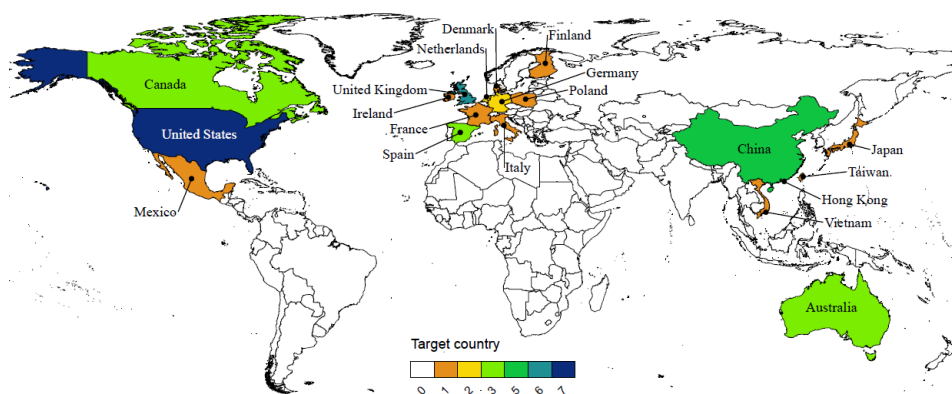 Denmark
Finland
Netherlands
Germany
Canada
United Kingdom
Poland
Ireland
United States
France
China
Japan
Spain
Italy
Taiwan.
Hong Kong
Mexico
Vietnam
Australia
Target country
0 1 2 3 5 6 7